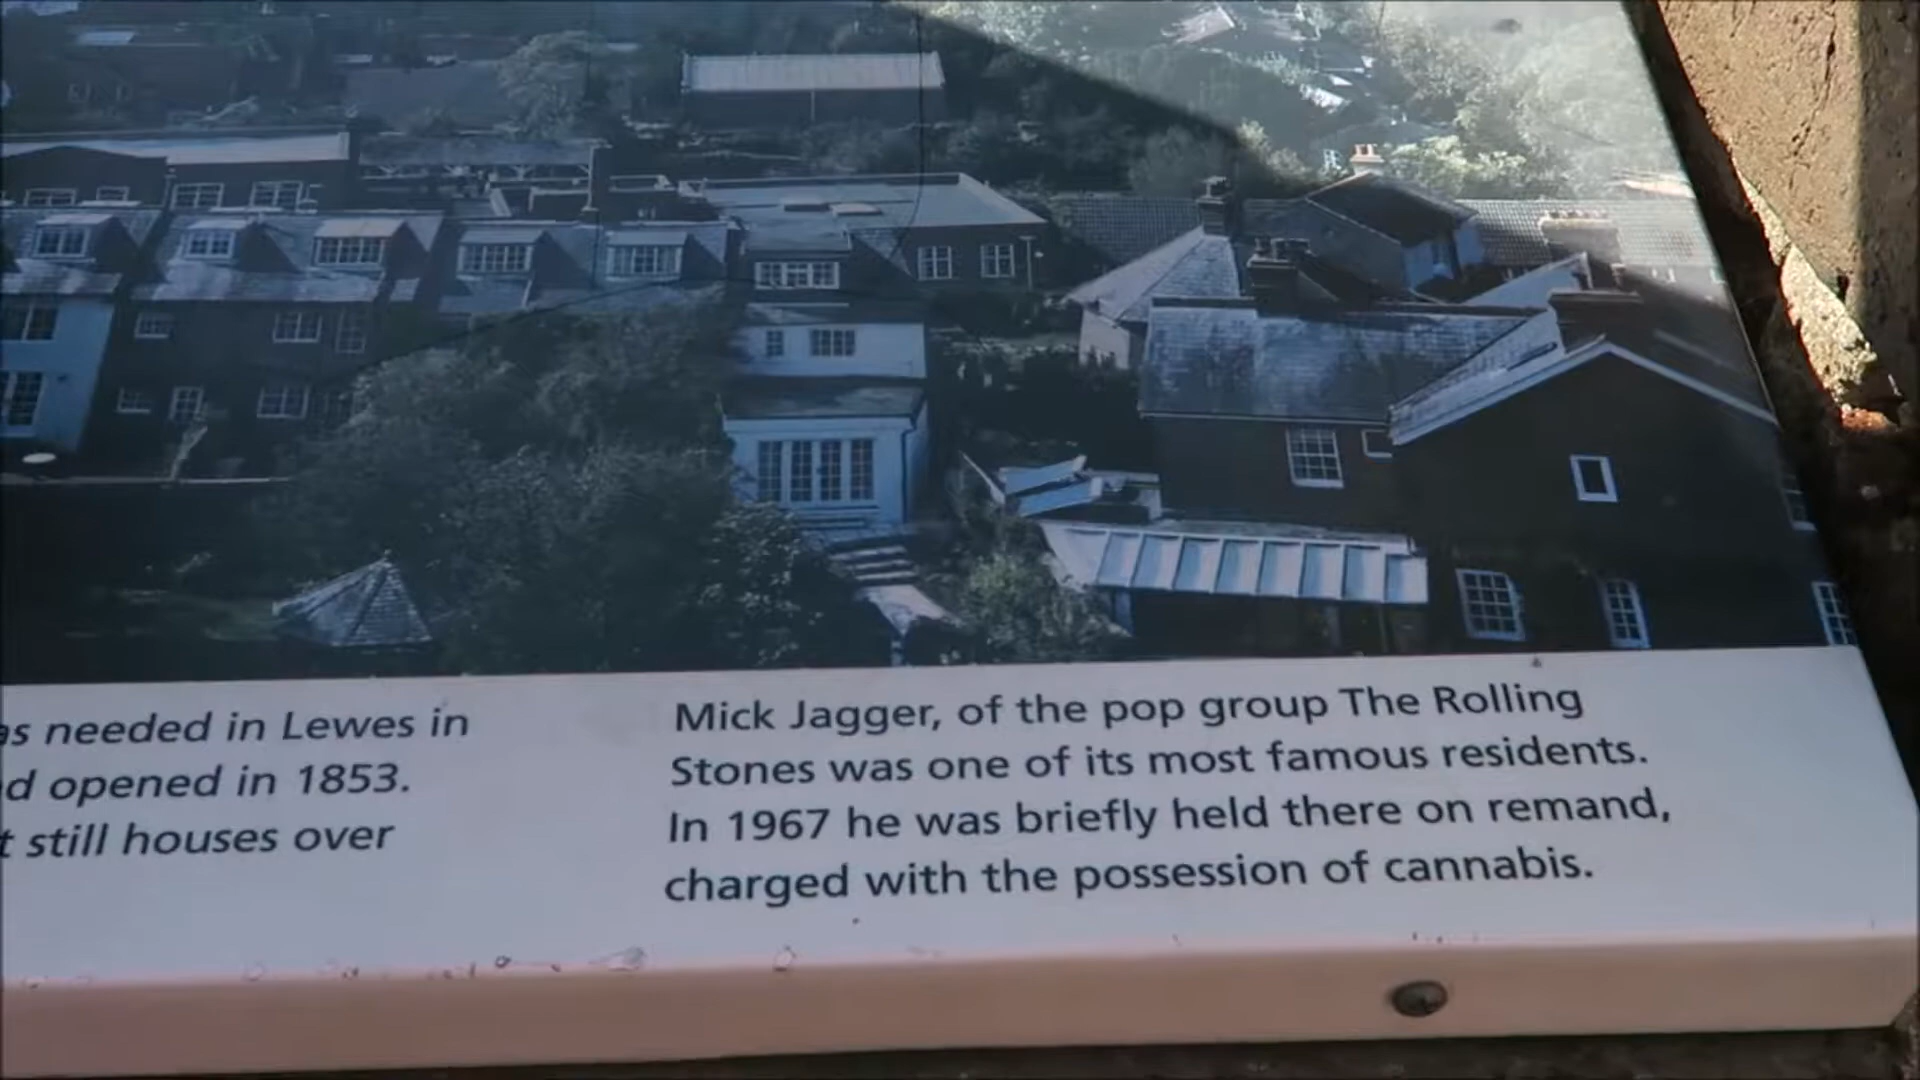 needed in Lewes in
opened in 1853.
still houses over
Mick Jagger, of the pop group The Rolling
Stones was one of its most famous residents.
In 1967 he was briefly held there on remand,
charged with the possession of cannabis.